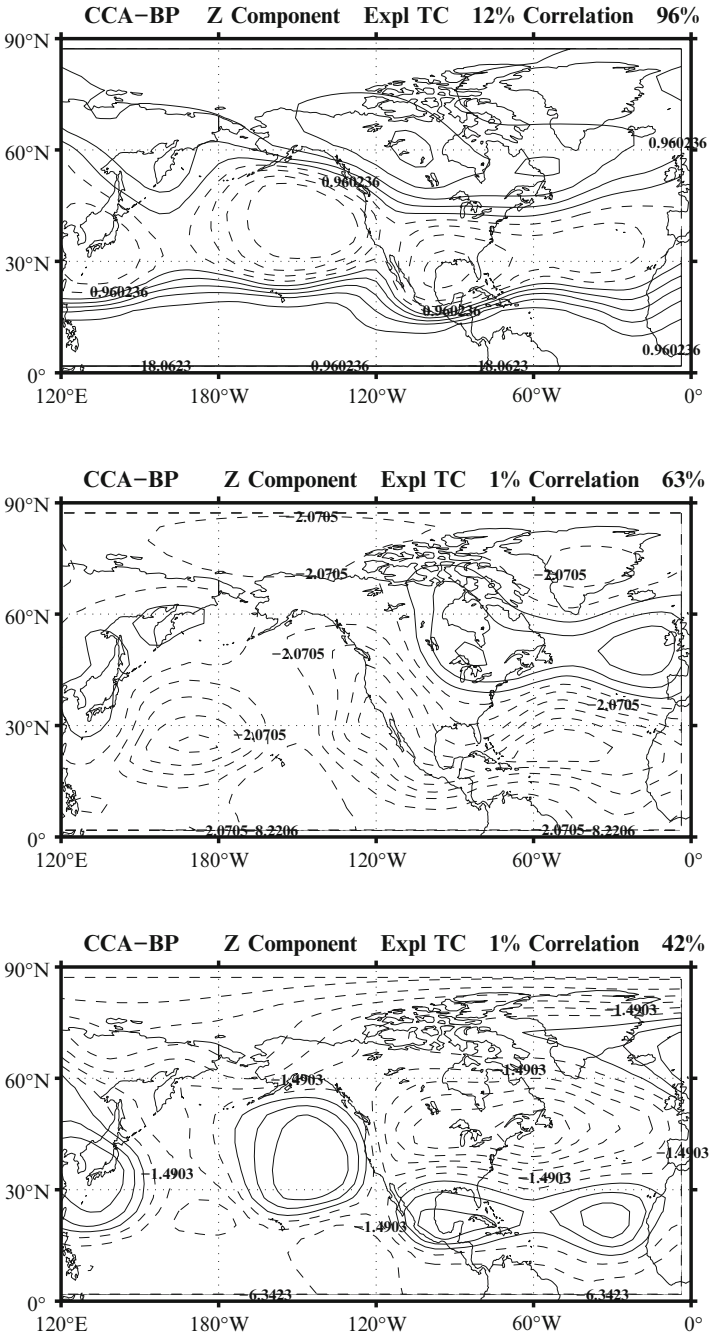 CCA−BP Z Component Expl TC 12% Correlation 96%
90°N
60°N
0.960236
0.960236
30°N
0.960236
0.960236
0.960236
18.0623 0.960236 18.0623
0°
120°E 180°W 120°W 60°W 0°
CCA−BP Z Component Expl TC 1% Correlation 63%
90°N
−2.0705
−2.0705 −2.0705
60°N
−2.0705
−2.0705
30°N
−2.0705
−2.0705−8.2206 −2.0705−8.2206
0°
120°E 180°W 120°W 60°W 0°
CCA−BP Z Component Expl TC 1% Correlation 42%
90°N
−1.4903
−1.4903
60°N
−1.4903
−1.4903
−1.4903 −1.4903
30°N
−1.4903
−6.3423 −6.3423
0°
120°E 180°W 120°W 60°W 0°